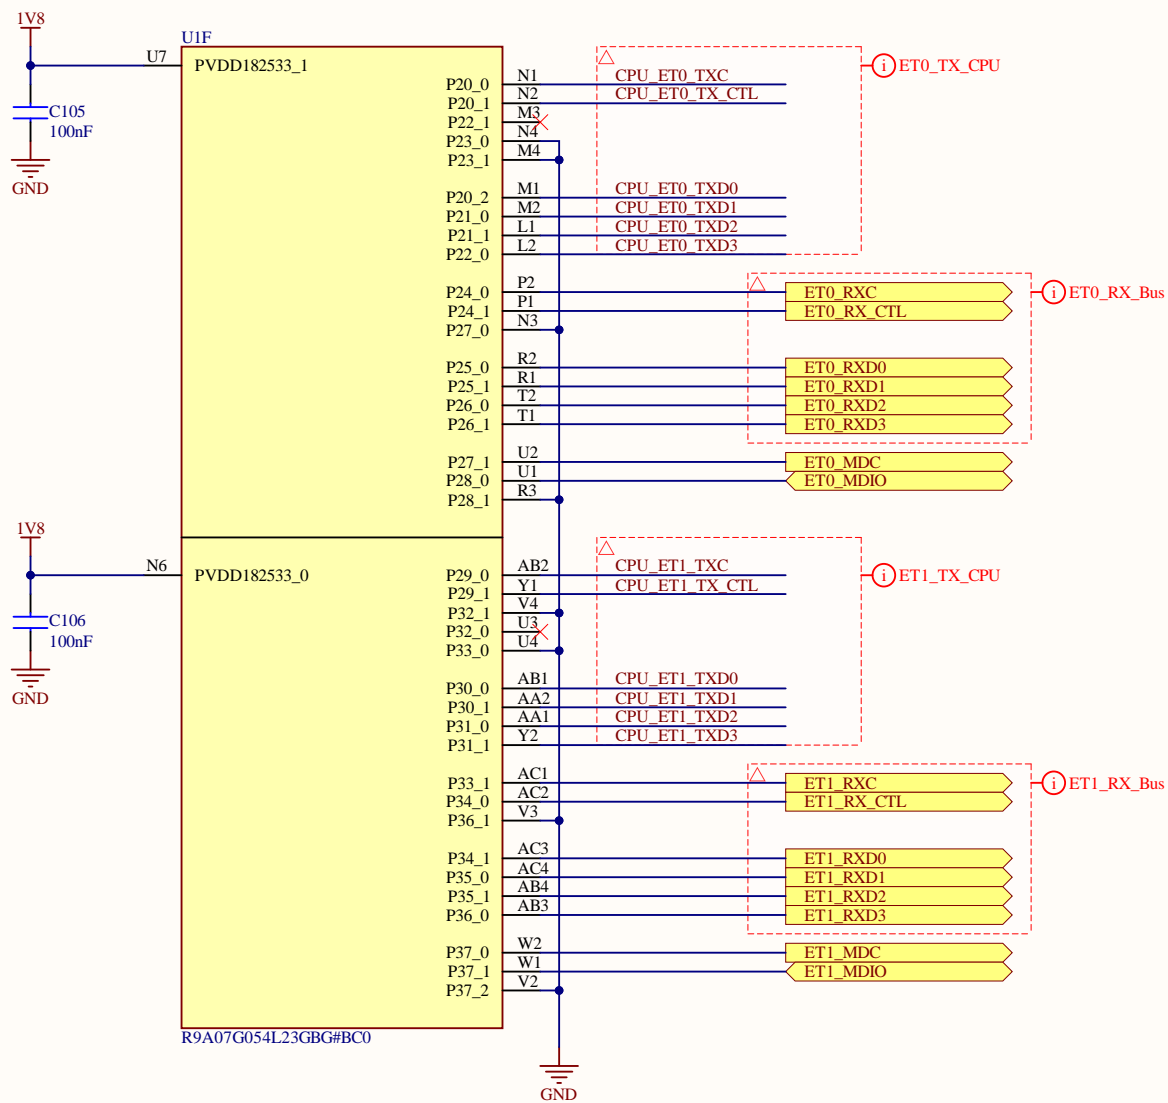 1V8
U1F
U7
PVDD182533_1
C105
100nF
GND
P20_0 N1 CPU_ET0_TXC
P20_1 N2 CPU_ET0_TX_CTL
P22_1 M3
P23_0 N4
P23_1 M4
P20_2 M1 CPU_ET0_TXD0
P21_0 M2 CPU_ET0_TXD1
P21_1 L1 CPU_ET0_TXD2
P22_0 L2 CPU_ET0_TXD3
i ET0_TX_CPU
P24_0 P2 ET0_RXC
P24_1 P1 ET0_RX_CTL
P27_0 N3
i ET0_RX_Bus
P25_0 R2 ET0_RXD0
P25_1 R1 ET0_RXD1
P26_0 T2 ET0_RXD2
P26_1 T1 ET0_RXD3
P27_1 U2 ET0_MDC
P28_0 U1 ET0_MDIO
P28_1 R3
1V8
N6
PVDD182533_0
C106
100nF
GND
P29_0 AB2 CPU_ET1_TXC
P29_1 Y1 CPU_ET1_TX_CTL
P32_1 V4
P32_0 U3
P33_0 U4
i ET1_TX_CPU
P30_0 AB1 CPU_ET1_TXD0
P30_1 AA2 CPU_ET1_TXD1
P31_0 AA1 CPU_ET1_TXD2
P31_1 Y2 CPU_ET1_TXD3
P33_1 AC1 ET1_RXC
P34_0 AC2 ET1_RX_CTL
P36_1 V3
i ET1_RX_Bus
P34_1 AC3 ET1_RXD0
P35_0 AC4 ET1_RXD1
P35_1 AB4 ET1_RXD2
P36_0 AB3 ET1_RXD3
P37_0 W2 ET1_MDC
P37_1 W1 ET1_MDIO
P37_2 V2
R9A07G054L23GBG#BC0
GND